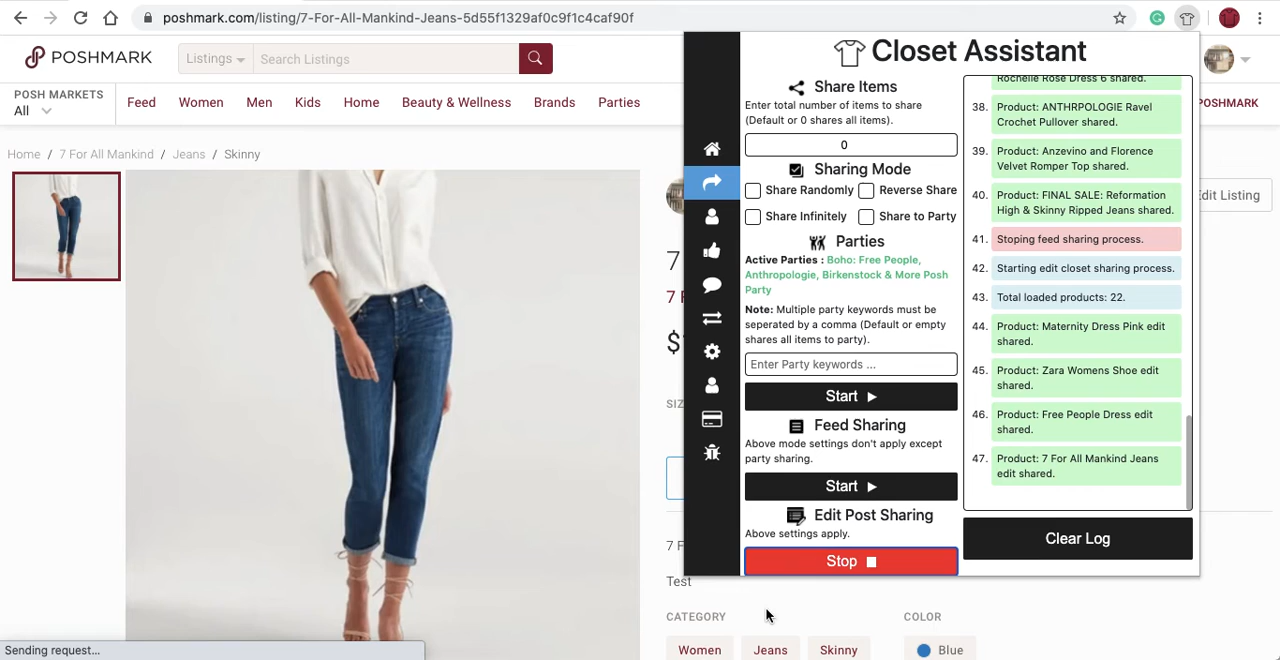 poshmark.com/listing/7-For-All-Mankind-Jeans-5d55f1329af0c9f1c4caf90f
POSHMARK
Listings
Search Listings
POSH MARKETS
All
Feed
Women
Men
Kids
Home
Beauty & Wellness
Brands
Parties
POSHMARK
Home / 7 For All Mankind / Jeans / Skinny
Edit Listing
7
7 F
$
SIZ
7 F
Test
CATEGORY
Women
Jeans
Skinny
COLOR
Blue
Sending request...
Closet Assistant
Share Items
Enter total number of items to share
(Default or 0 shares all items).
0
Sharing Mode
Share Randomly
Reverse Share
Share Infinitely
Share to Party
Parties
Active Parties : Boho: Free People,
Anthropologie, Birkenstock & More Posh
Party
Note: Multiple party keywords must be
seperated by a comma (Default or empty
shares all items to party).
Enter Party keywords ...
Start
Feed Sharing
Above mode settings don't apply except
party sharing.
Start
Edit Post Sharing
Above settings apply.
Stop
Rochelle Rose Dress 6 shared.
38. Product: ANTHRPOLOGIE Ravel
Crochet Pullover shared.
39. Product: Anzevino and Florence
Velvet Romper Top shared.
40. Product: FINAL SALE: Reformation
High & Skinny Ripped Jeans shared.
41. Stoping feed sharing process.
42. Starting edit closet sharing process.
43. Total loaded products: 22.
44. Product: Maternity Dress Pink edit
shared.
45. Product: Zara Womens Shoe edit
shared.
46. Product: Free People Dress edit
shared.
47. Product: 7 For All Mankind Jeans
edit shared.
Clear Log